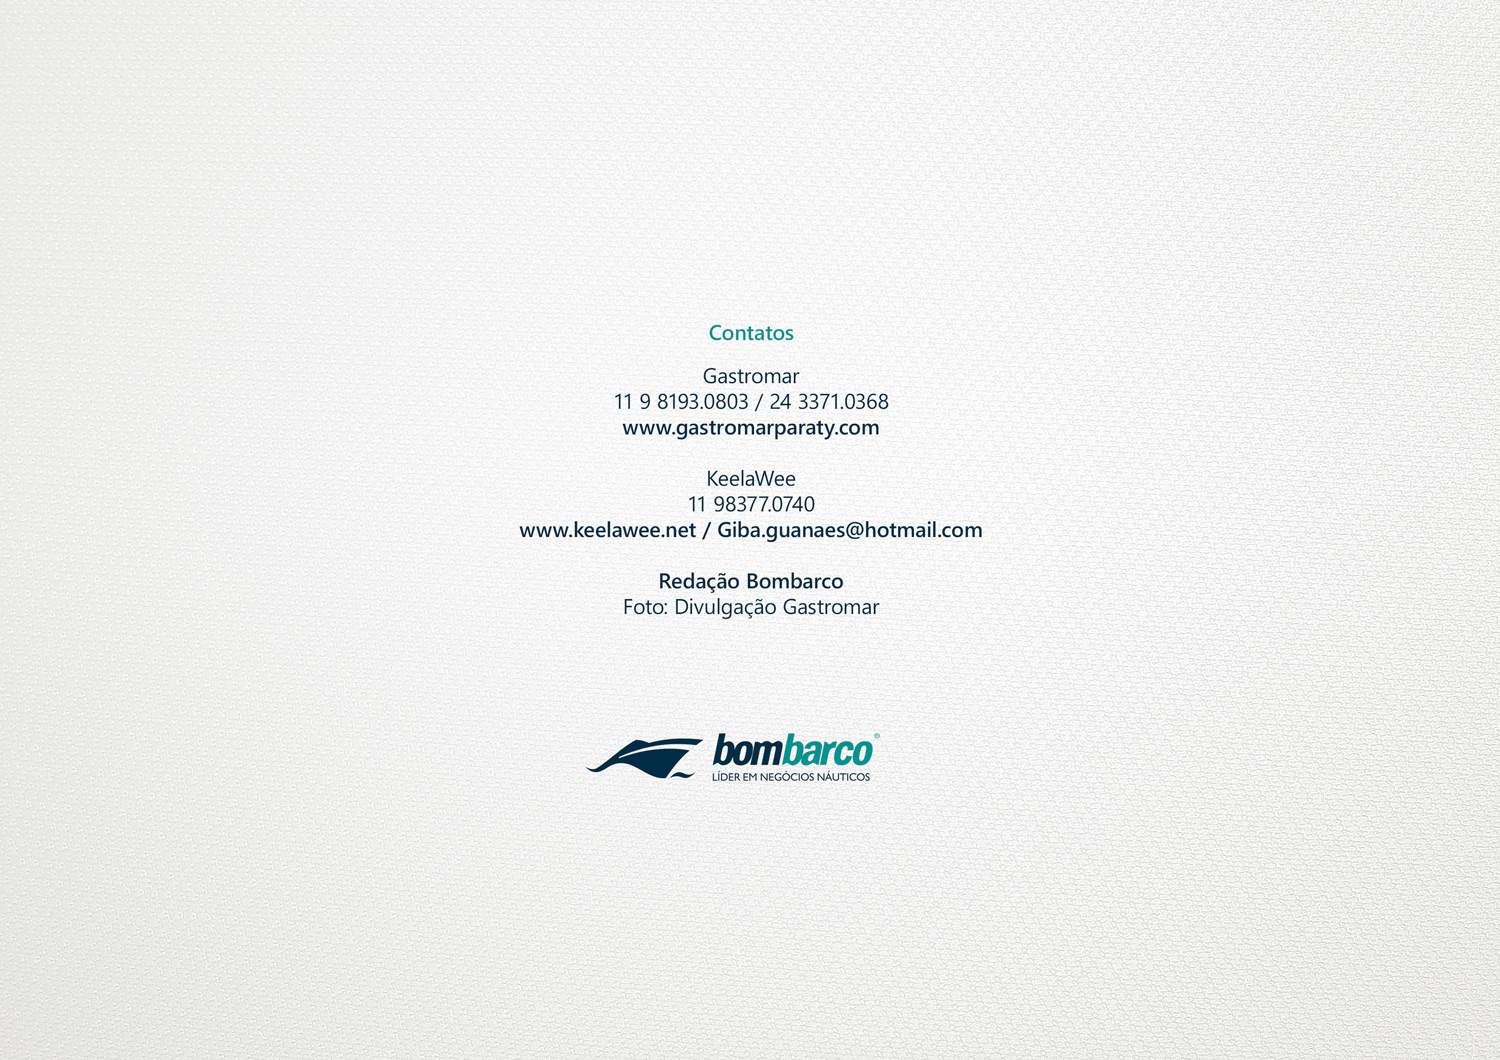 Contatos
Gastromar
11 9 8193.0803 / 24 3371.0368
www.gastromarparaty.com
KeelaWee
11 98377.0740
www.keelawee.net / Giba.guanaes@hotmail.com
Redação Bombarco
Foto: Divulgação Gastromar
bombarco®
LÍDER EM NEGÓCIOS NÁUTICOS